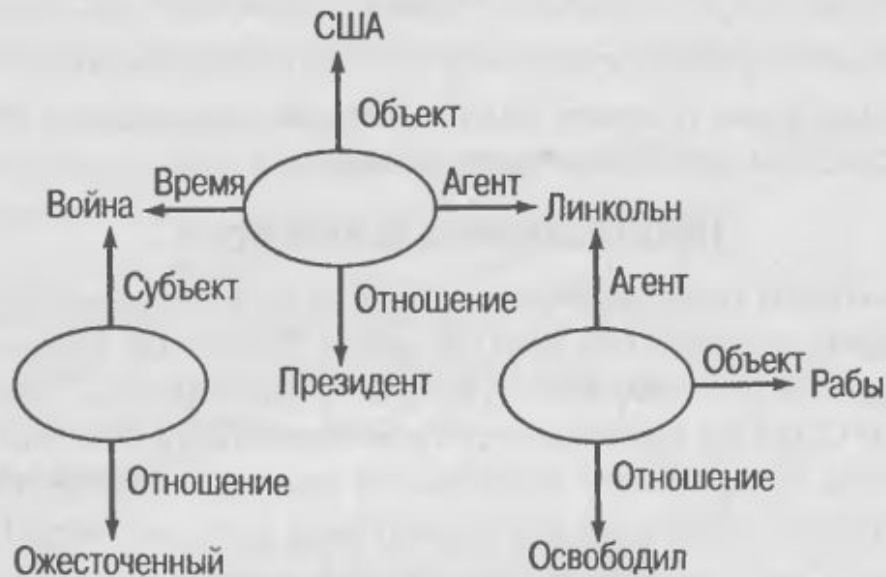 США
Объект
Война
Время
Агент
Линкольн
Субъект
Отношение
Агент
Президент
Объект
Рабы
Отношение
Отношение
Ожесточенный
Освободил